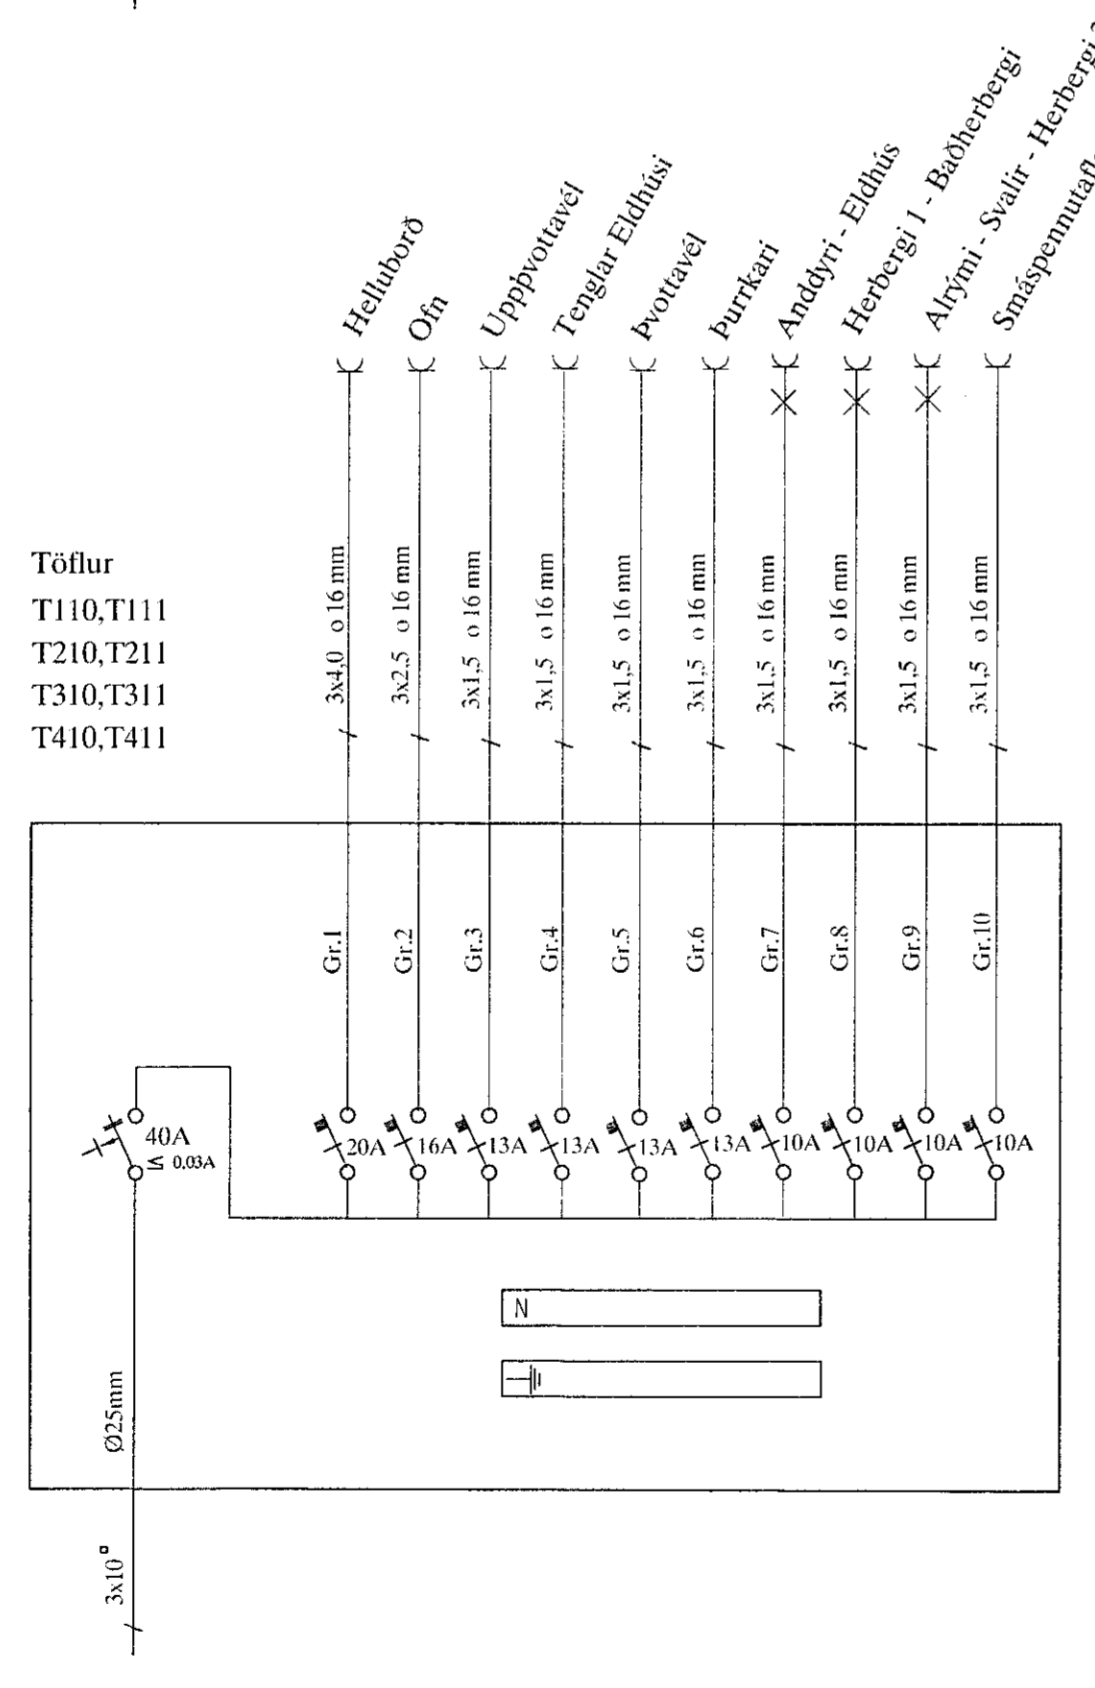 Helluborð
Ofn
Uppþvottavél
Tenglar Eldhúsi
Þvottavél
Þurrkari
Anddyri - Eldhús
Herbergi 1 - Baðherbergi
Alrými - Svalir - Herbergi
Töflur
T110,T111
T210,T211
T310,T311
T410,T411
3x4,0 o 16 mm
3x2,5 o 16 mm
3x1,5 o 16 mm
3x1,5 o 16 mm
3x1,5 o 16 mm
3x1,5 o 16 mm
3x1,5 o 16 mm
3x1,5 o 16 mm
3x1,5 o 16 mm
3x1,5 o 16 mm
Gr.1
Gr.2
Gr.3
Gr.4
Gr.5
Gr.6
Gr.7
Gr.8
Gr.9
Gr.10
40A
≤ 0,03A
20A
16A
13A
13A
13A
13A
10A
10A
10A
10A
N
Ø25mm
3x10▫